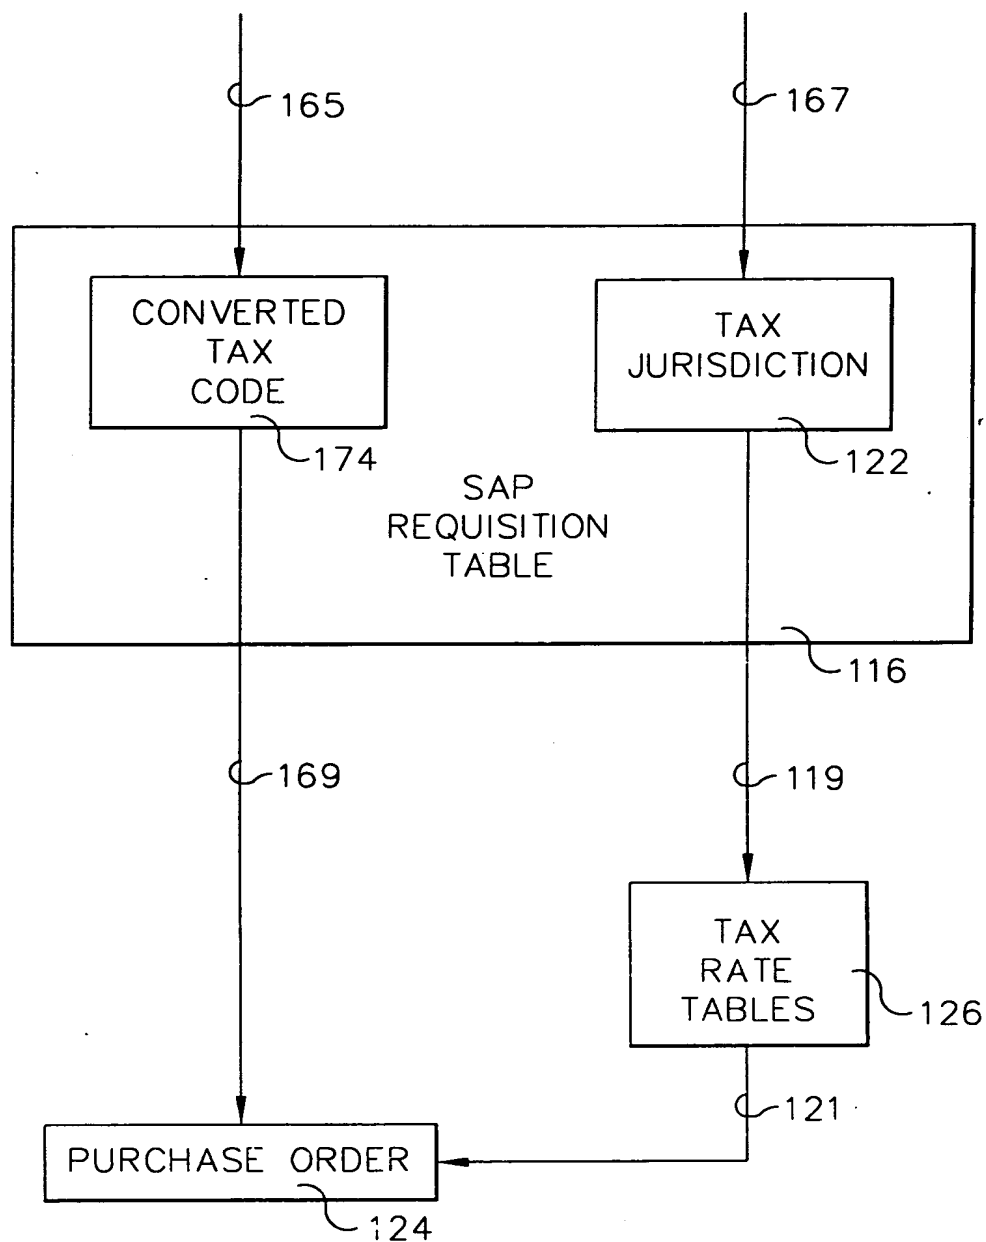 165
167
CONVERTED
TAX
CODE
174
TAX
JURISDICTION
122
SAP
REQUISITION
TABLE
116
169
119
TAX
RATE
TABLES
126
121
PURCHASE ORDER
124